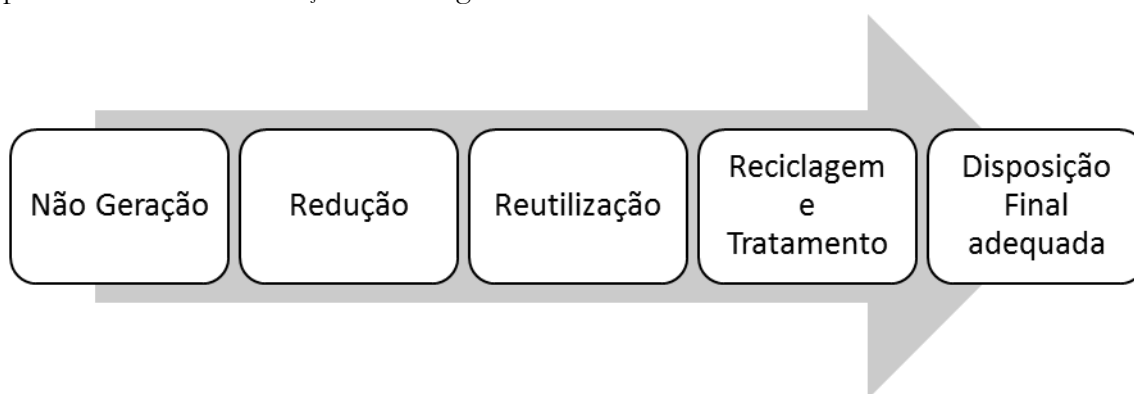 Não Geração
Redução
Reutilização
Reciclagem
e
Tratamento
Disposição
Final
adequada